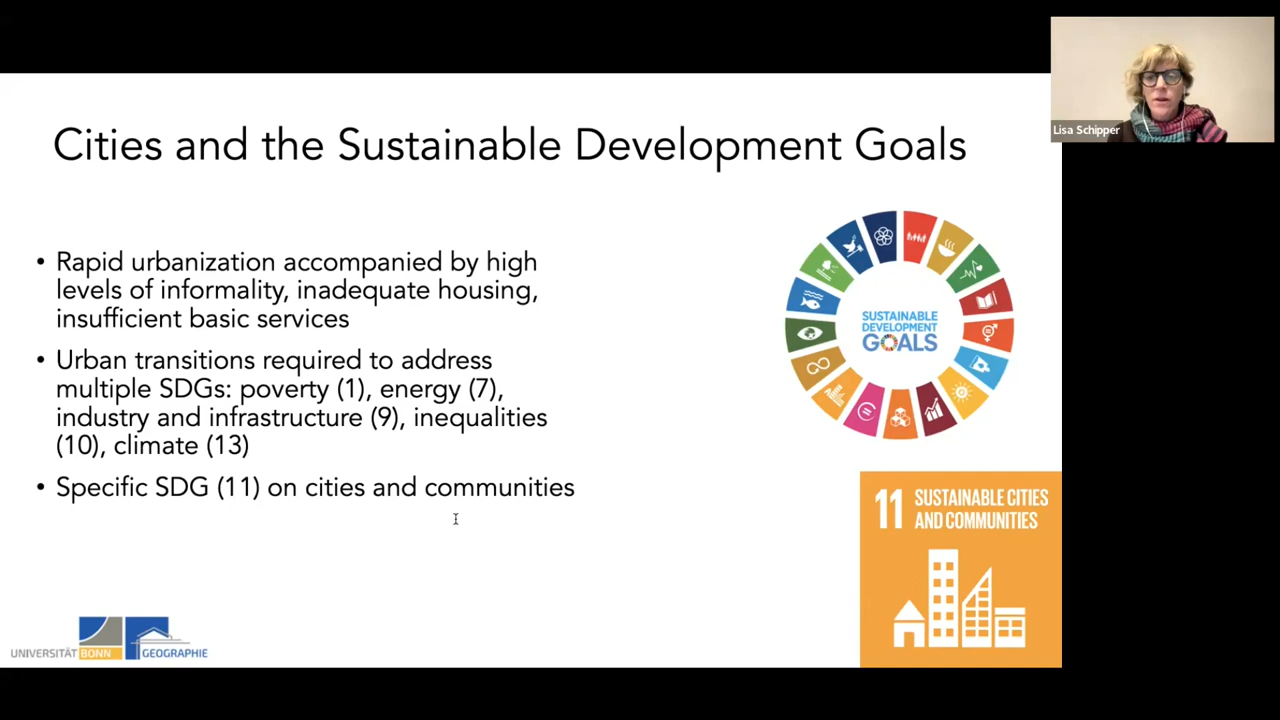 Lisa Schipper
Cities and the Sustainable Development Goals
• Rapid urbanization accompanied by high
levels of informality, inadequate housing,
insufficient basic services
• Urban transitions required to address
multiple SDGs: poverty (1), energy (7),
industry and infrastructure (9), inequalities
(10), climate (13)
• Specific SDG (11) on cities and communities
SUSTAINABLE
DEVELOPMENT
GOALS
11 SUSTAINABLE CITIES
AND COMMUNITIES
UNIVERSITÄT BONN GEOGRAPHIE